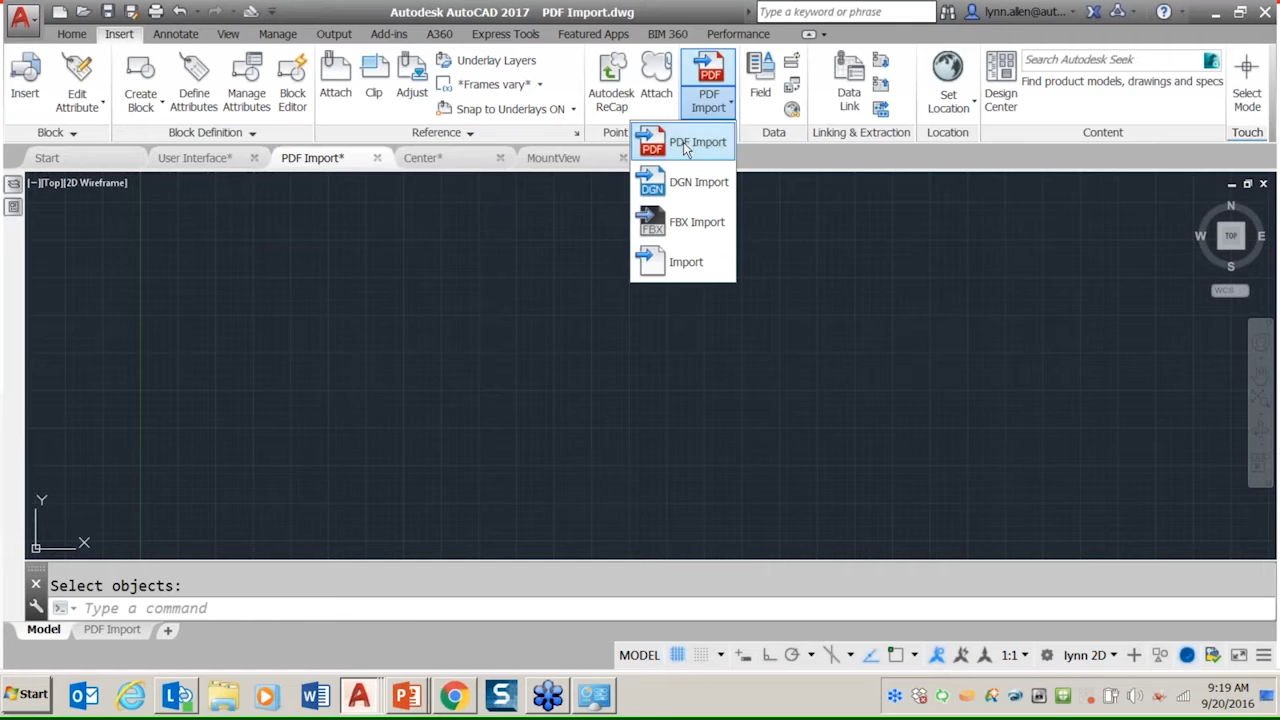 Autodesk AutoCAD 2017 PDF Import.dwg
Type a keyword or phrase
lynn.allen@aut...
Home Insert Annotate View Manage Output Add-ins A360 Express Tools Featured Apps BIM 360 Performance
Insert
Edit
Attribute
Create
Block
Define
Attributes
Manage
Attributes
Block
Editor
Attach
Clip
Adjust
Underlay Layers
*Frames vary*
Snap to Underlays ON
Autodesk
ReCap
Attach
PDF
PDF
Import
Field
Data
Link
Set
Location
Design
Center
Search Autodesk Seek
Find product models, drawings and specs
Select
Mode
Block
Block Definition
Reference
Point
Data
Linking & Extraction
Location
Content
Touch
PDF
PDF Import
DGN
DGN Import
FBX
FBX Import
Import
Start
User Interface*
PDF Import*
Center*
MountView
[−][Top][2D Wireframe]
N
W
TOP
E
S
WCS
Y
X
Select objects:
Type a command
Model
PDF Import
MODEL
1:1
lynn 2D
Start
9:19 AM
9/20/2016